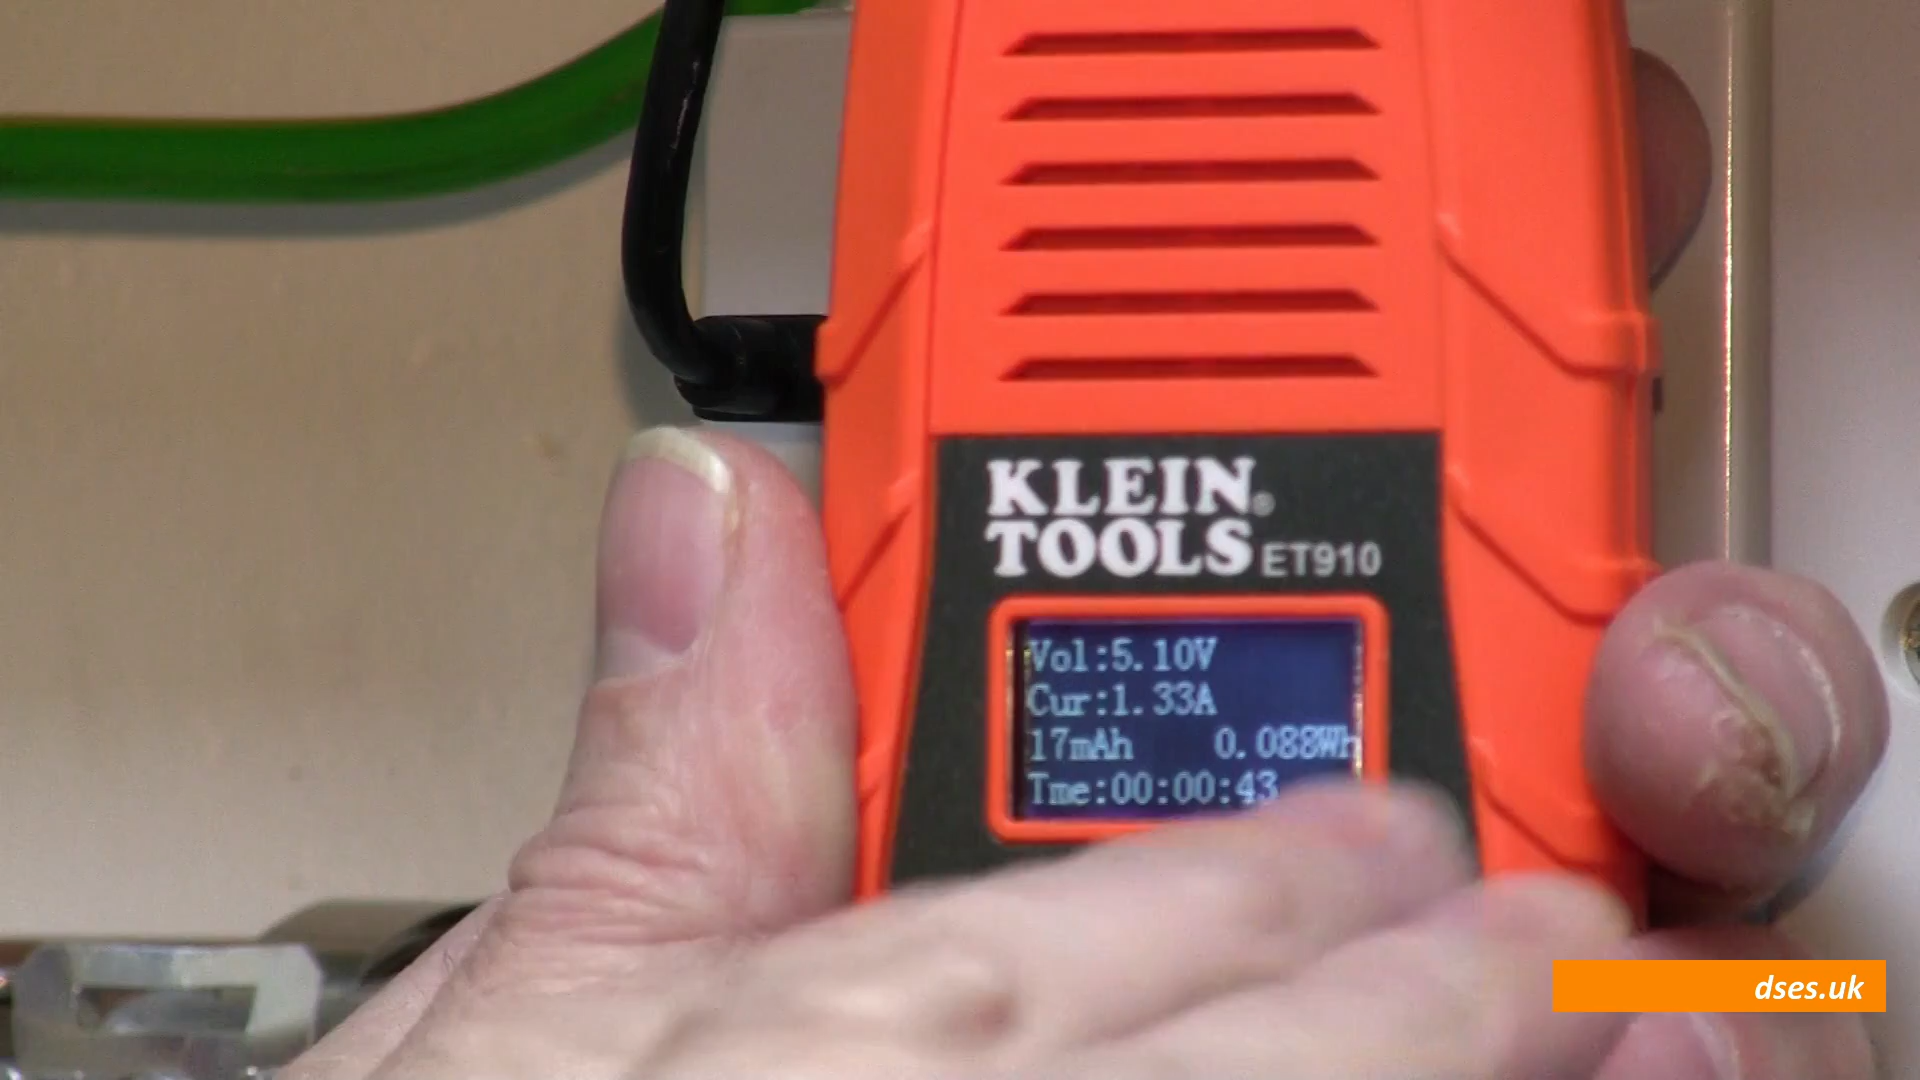 KLEIN®
TOOLS ET910
Vol:5.10V
Cur:1.33A
17mAh 0.088Wh
Tme:00:00:43
dses.uk